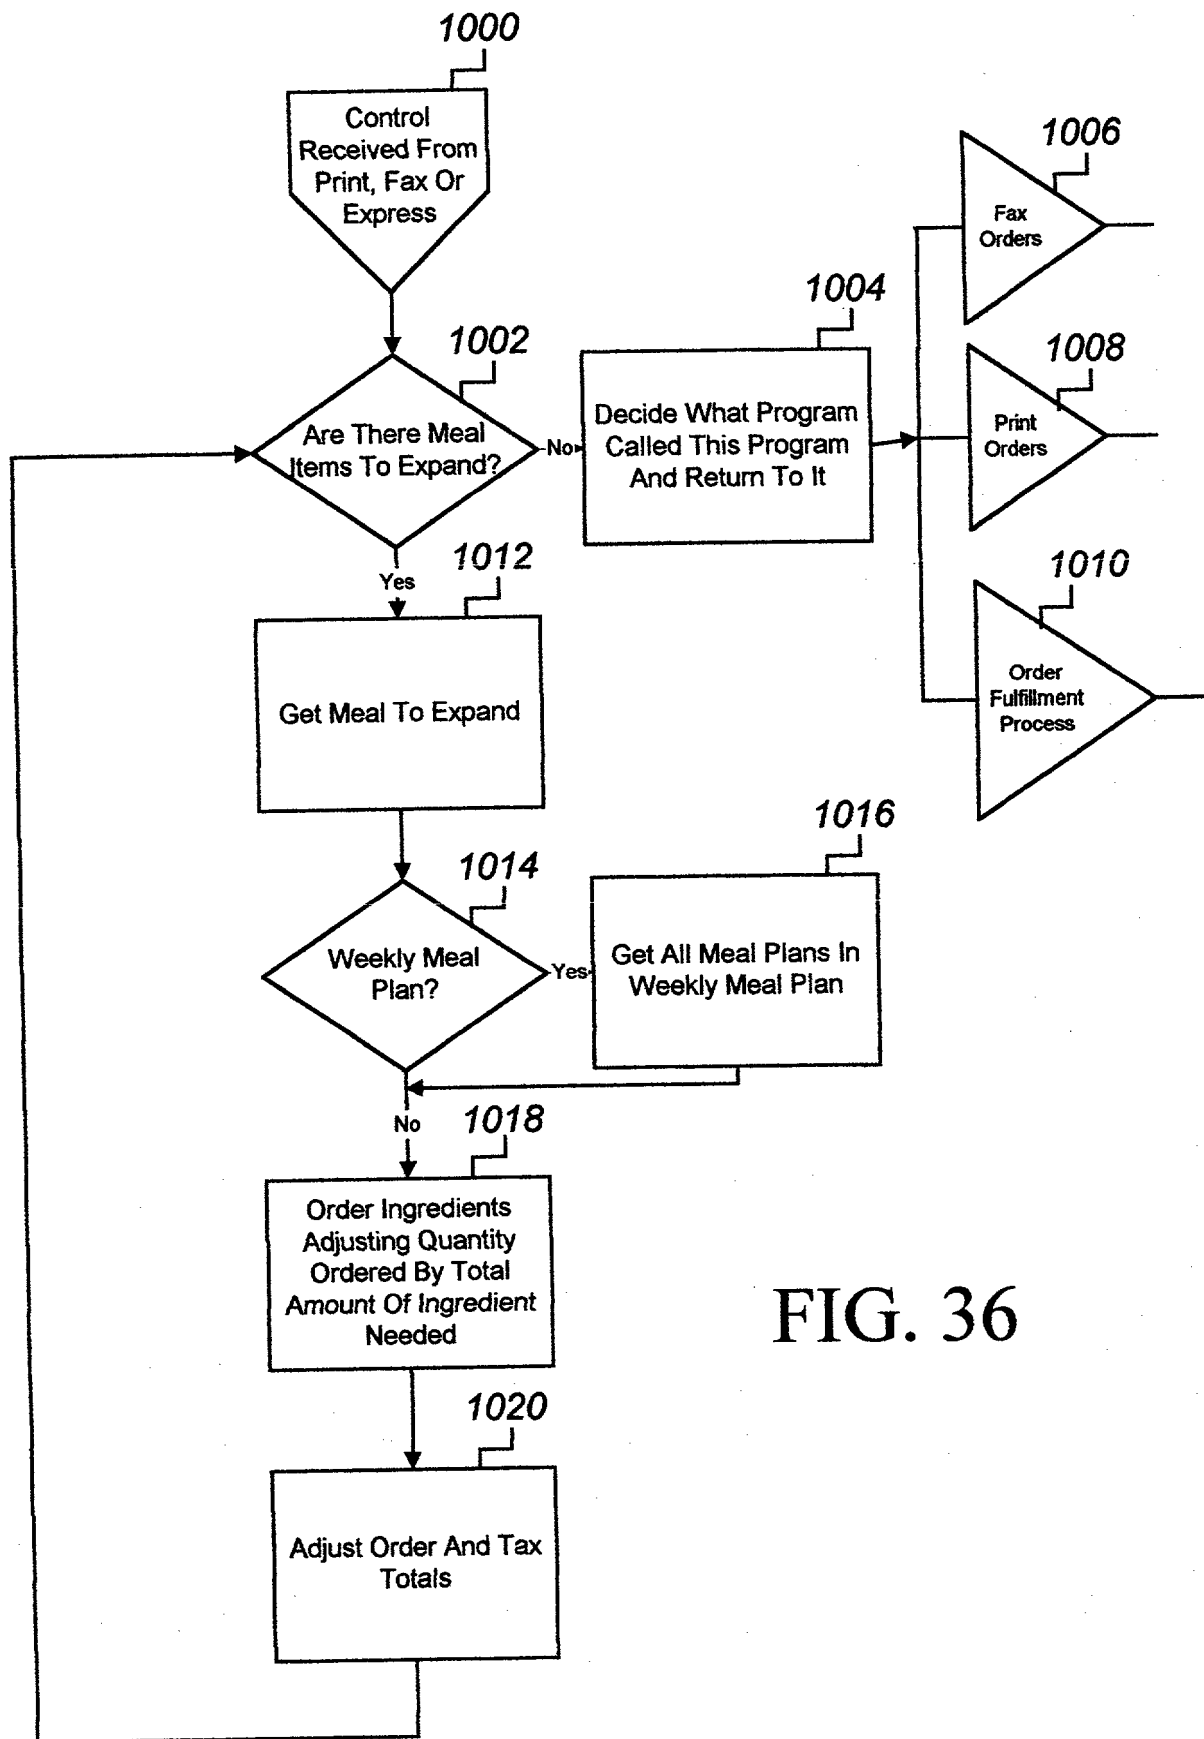 1000
Control
Received From
Print, Fax Or
Express
1006
Fax
Orders
1002
1004
1008
Are There Meal
Items To Expand?
No
Decide What Program
Called This Program
And Return To It
Print
Orders
Yes
1012
1010
Get Meal To Expand
Order
Fulfillment
Process
1014
1016
Weekly Meal
Plan?
Yes
Get All Meal Plans In
Weekly Meal Plan
No
1018
Order Ingredients
Adjusting Quantity
Ordered By Total
Amount Of Ingredient
Needed
FIG. 36
1020
Adjust Order And Tax
Totals